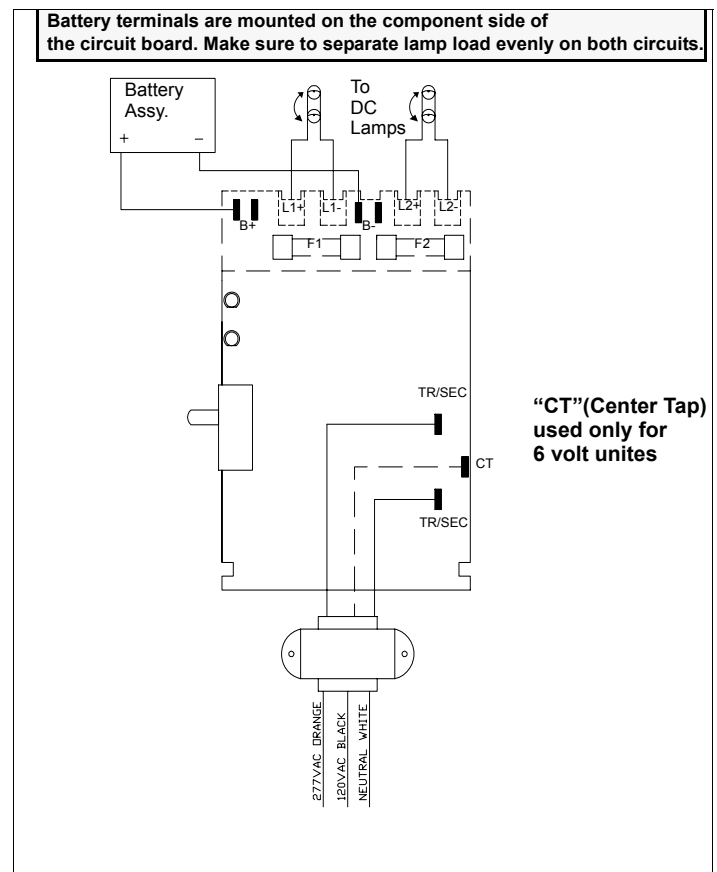 Battery terminals are mounted on the component side of
the circuit board. Make sure to separate lamp load evenly on both circuits.
Battery
Assy.
+ −
To
DC
Lamps
L1+ L1- L2+ L2-
B+ B-
F1 F2
TR/SEC
"CT"(Center Tap)
used only for
6 volt unites
CT
TR/SEC
277VAC ORANGE
120VAC BLACK
NEUTRAL WHITE